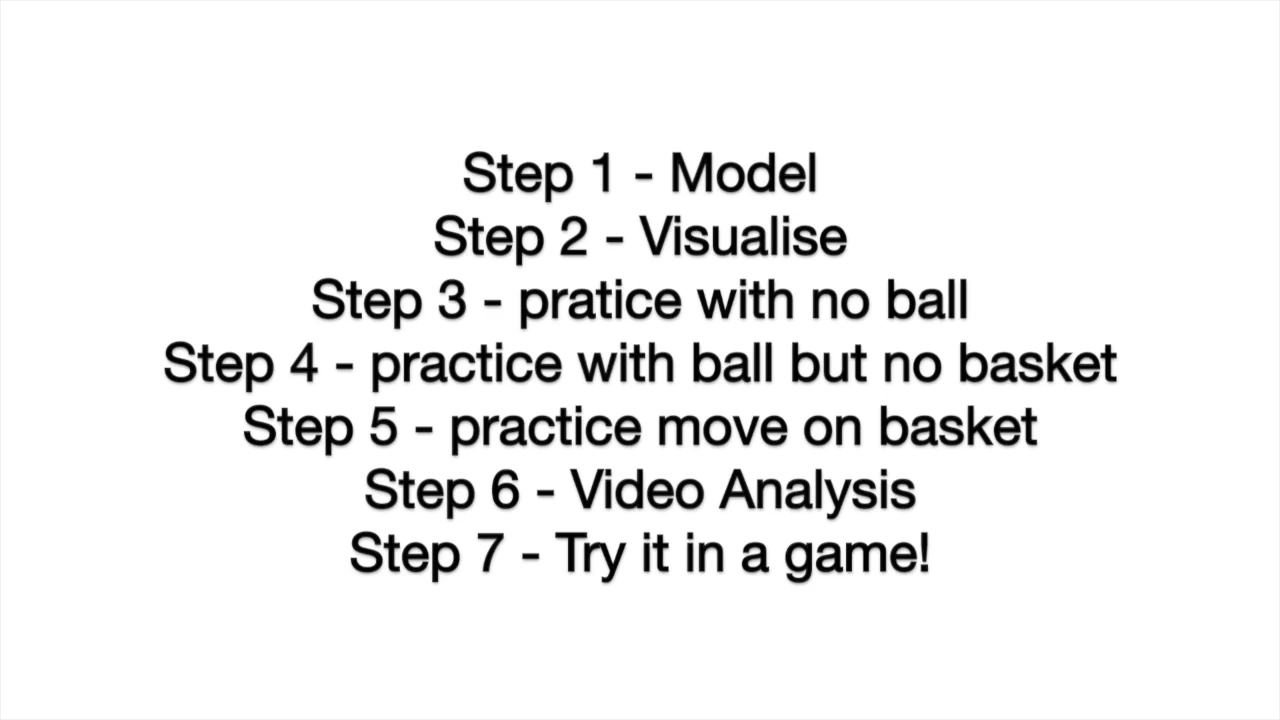 Step 1 - Model
Step 2 - Visualise
Step 3 - pratice with no ball
Step 4 - practice with ball but no basket
Step 5 - practice move on basket
Step 6 - Video Analysis
Step 7 - Try it in a game!